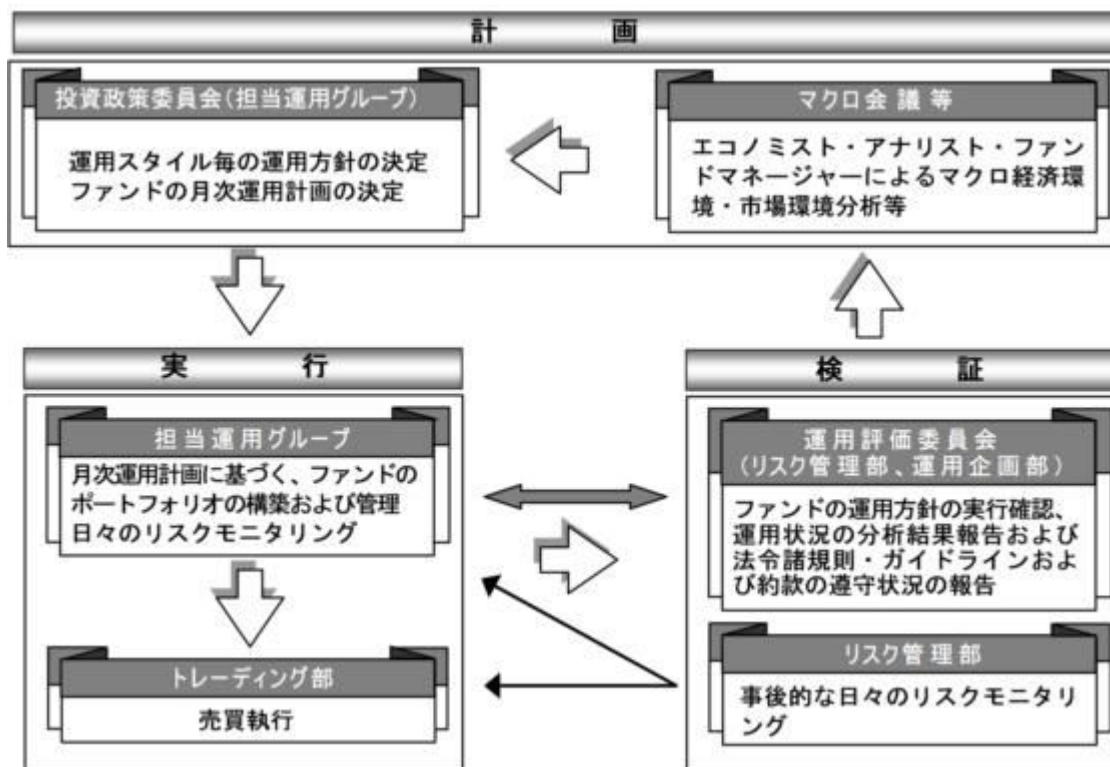 計画
投資政策委員会(担当運用グループ)
運用スタイル毎の運用方針の決定
ファンドの月次運用計画の決定
マクロ会議等
エコノミスト・アナリスト・ファン
ドマネージャーによるマクロ経済環
境・市場環境分析等
実行
担当運用グループ
月次運用計画に基づく、ファンドの
ポートフォリオの構築および管理
日々のリスクモニタリング
トレーディング部
売買執行
検証
運用評価委員会
(リスク管理部、運用企画部)
ファンドの運用方針の実行確認、
運用状況の分析結果報告および
法令諸規則・ガイドラインおよ
び約款の遵守状況の報告
リスク管理部
事後的な日々のリスクモニタリ
ング